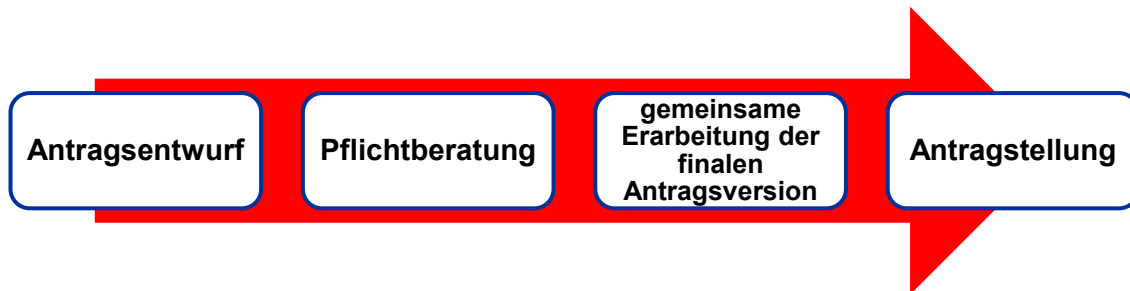 Antragsentwurf
Pflichtberatung
gemeinsame
Erarbeitung der
finalen
Antragsversion
Antragstellung